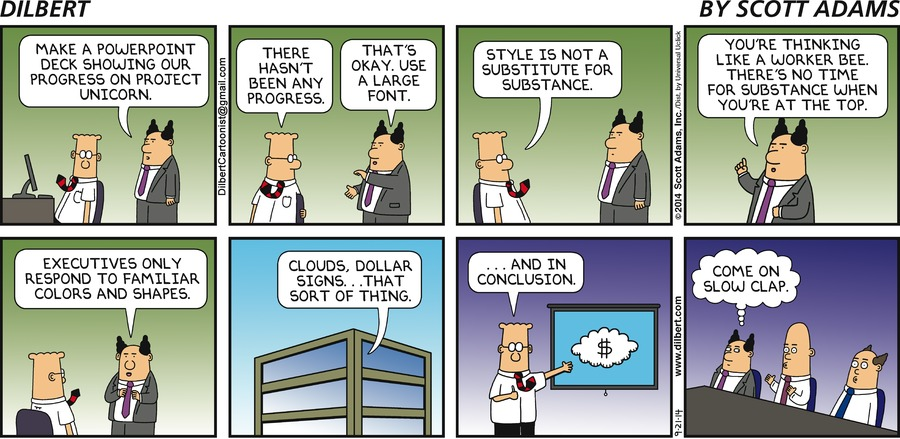 DILBERT
BY SCOTT ADAMS
MAKE A POWERPOINT
DECK SHOWING OUR
PROGRESS ON PROJECT
UNICORN.
DilbertCartoonist@gmail.com
THERE
HASN'T
BEEN ANY
PROGRESS.
THAT'S
OKAY. USE
A LARGE
FONT.
STYLE IS NOT A
SUBSTITUTE FOR
SUBSTANCE.
©2014 Scott Adams, Inc. /Dist. by Universal Uclick
YOU'RE THINKING
LIKE A WORKER BEE.
THERE'S NO TIME
FOR SUBSTANCE WHEN
YOU'RE AT THE TOP.
EXECUTIVES ONLY
RESPOND TO FAMILIAR
COLORS AND SHAPES.
CLOUDS, DOLLAR
SIGNS...THAT
SORT OF THING.
...AND IN
CONCLUSION.
$
9-21-14 www.dilbert.com
COME ON
SLOW CLAP.